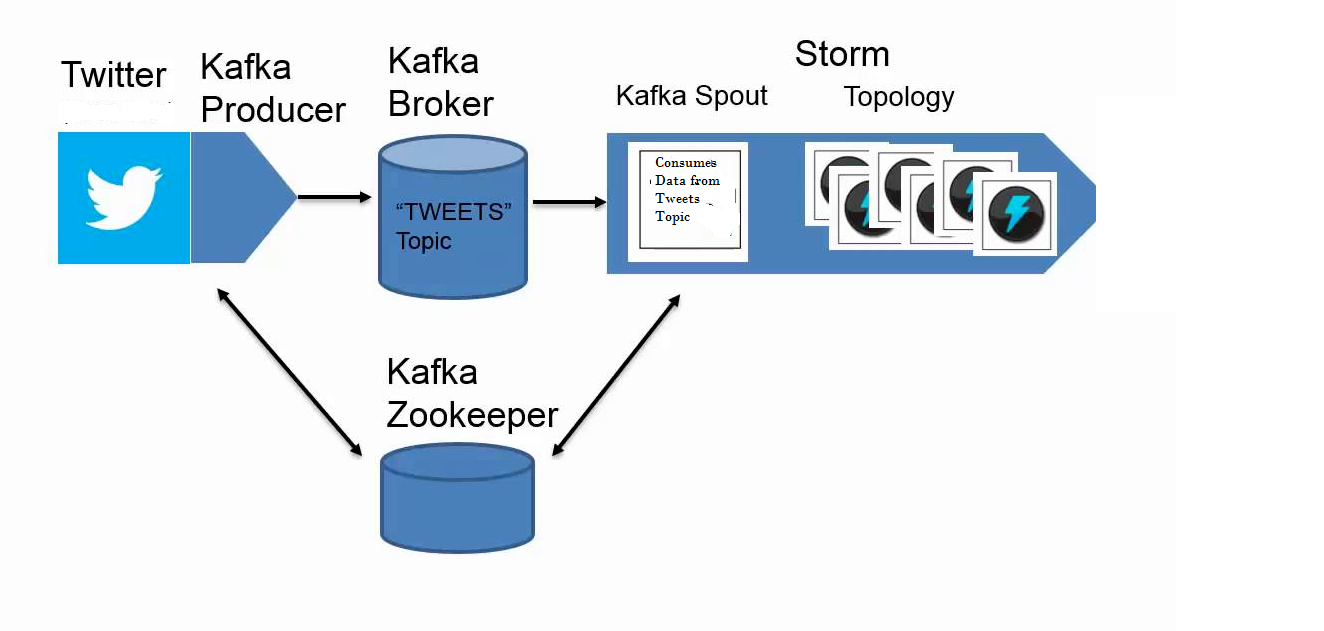 Twitter
Kafka
Producer
Kafka
Broker
Storm
Kafka Spout
Topology
“TWEETS”
Topic
Consumes
Data from
Tweets
Topic
Kafka
Zookeeper